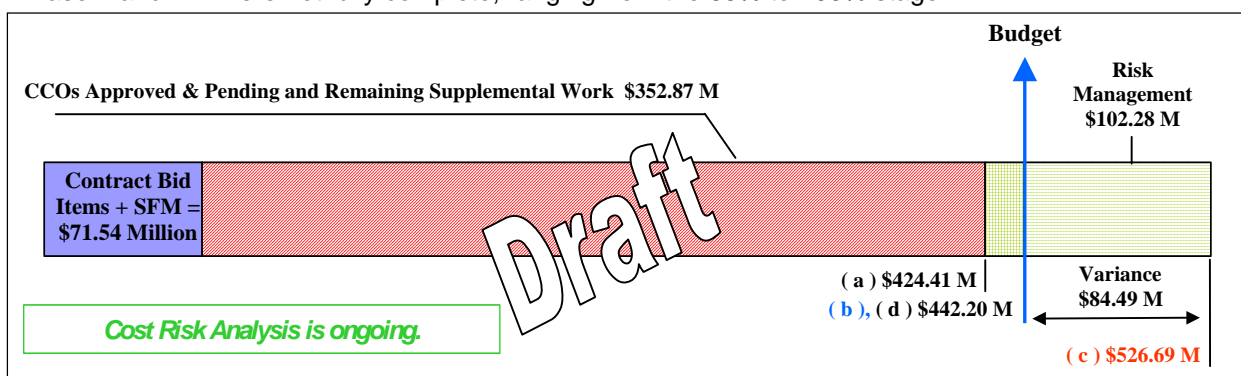 Budget
CCOs Approved & Pending and Remaining Supplemental Work $352.87 M
Risk
Management
$102.28 M
Contract Bid
Items + SFM =
$71.54 Million
Draft
( a ) $424.41 M
( b ), ( d ) $442.20 M
Variance
$84.49 M
( c ) $526.69 M
Cost Risk Analysis is ongoing.